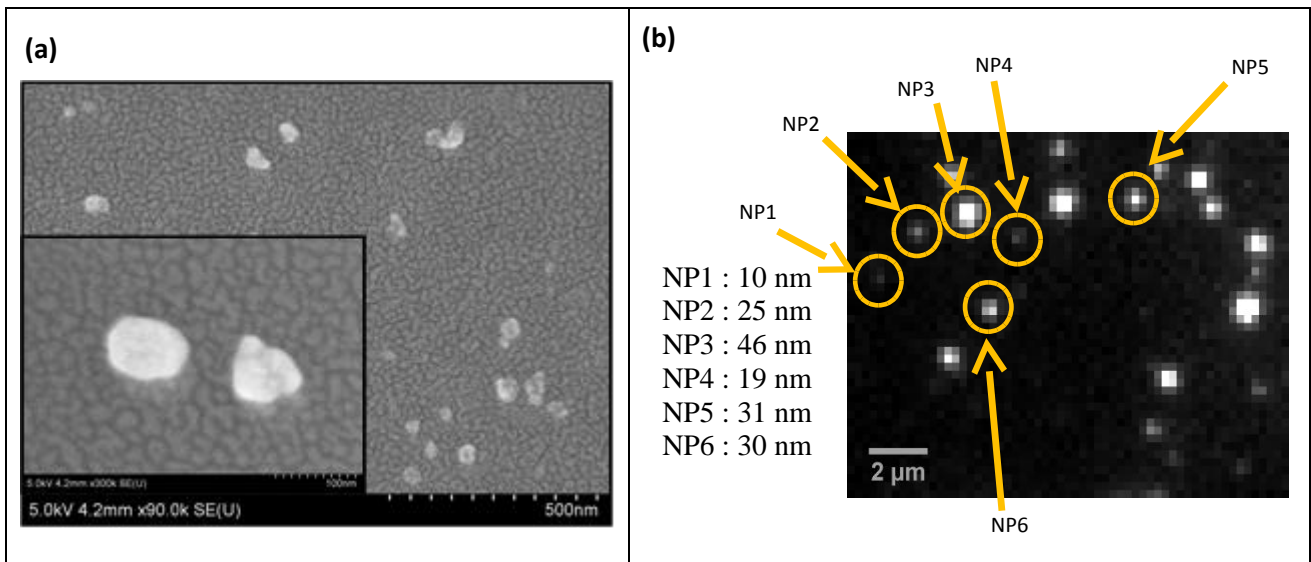 (a)
5.0kV 4.2mm x300k SE(U)
100nm
5.0kV 4.2mm x90.0k SE(U)
500nm
(b)
NP4
NP5
NP3
NP2
NP1
NP1 : 10 nm
NP2 : 25 nm
NP3 : 46 nm
NP4 : 19 nm
NP5 : 31 nm
NP6 : 30 nm
2 µm
NP6